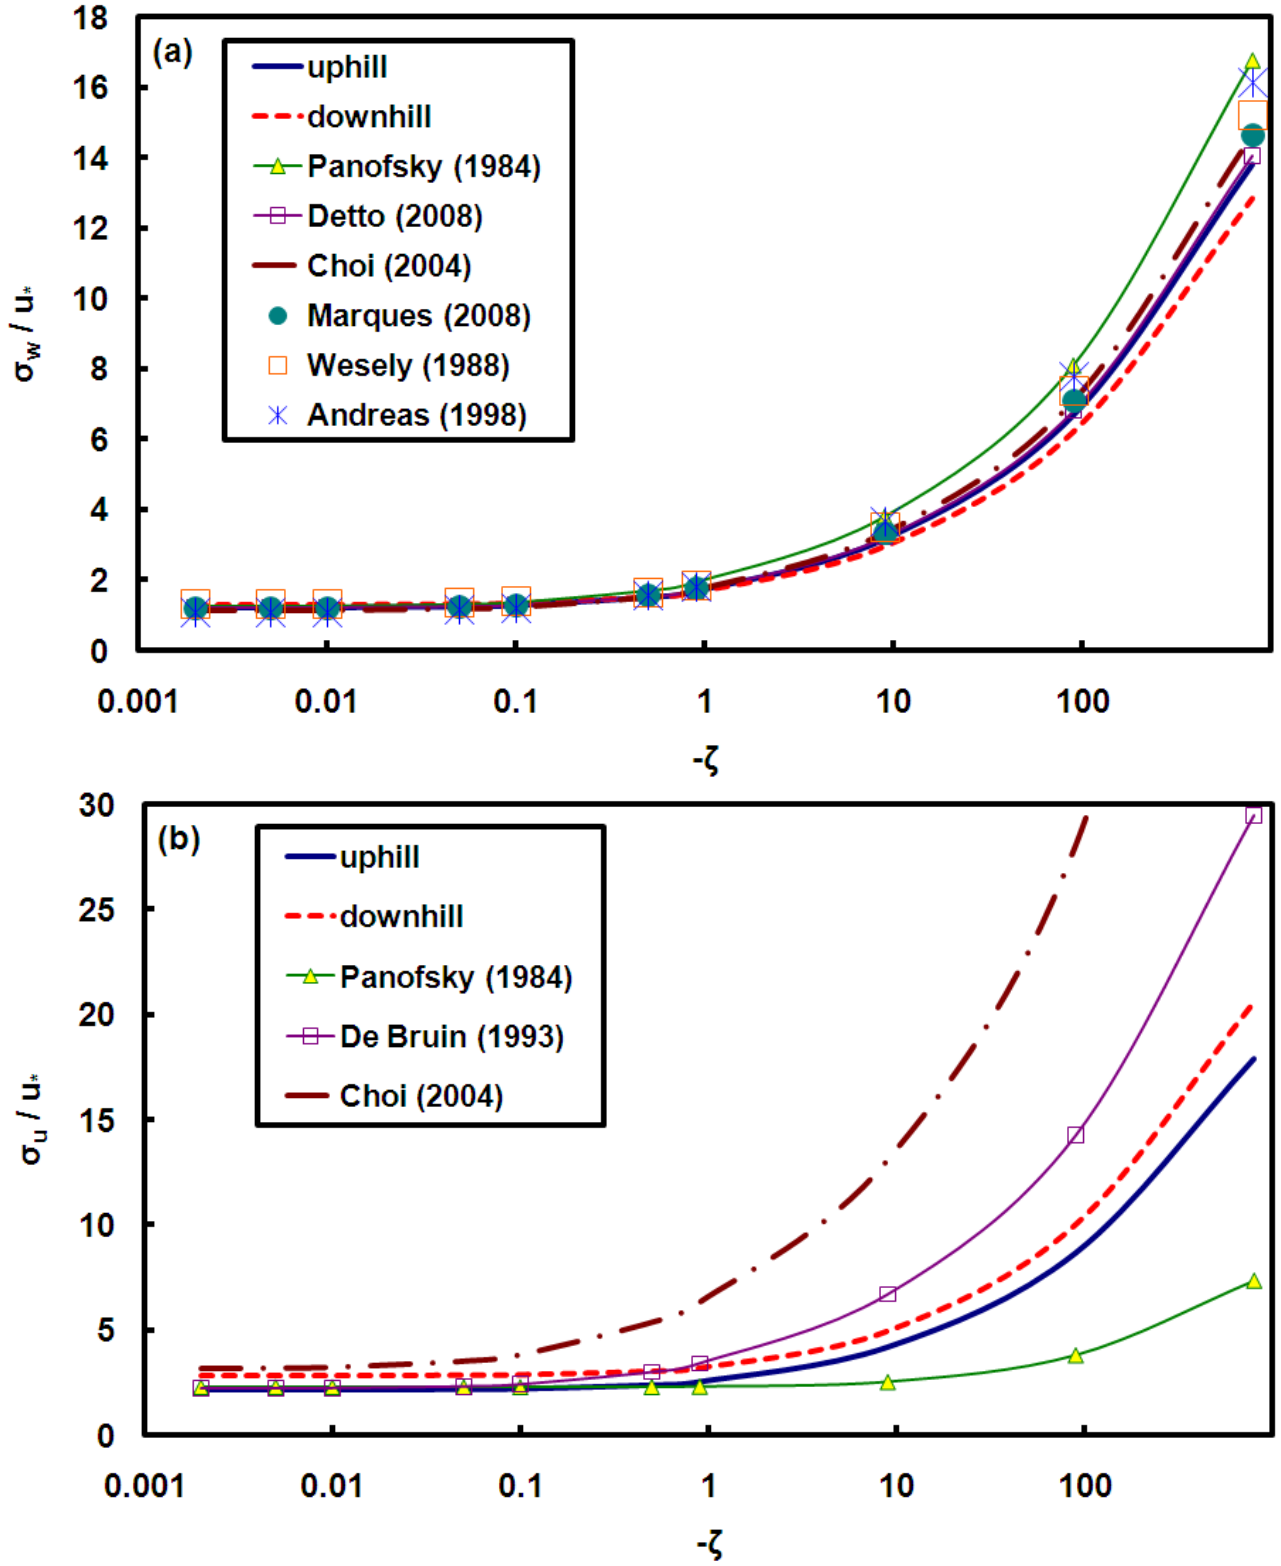 18
(a)
uphill
16
downhill
14
Panofsky (1984)
12
Detto (2008)
10
Choi (2004)
8
Marques (2008)
6
Wesely (1988)
4
Andreas (1998)
2
0
σw / u*
0.001 0.01 0.1 1 10 100
-ζ
30
(b)
uphill
25
downhill
20
Panofsky (1984)
15
De Bruin (1993)
10
Choi (2004)
5
0
σu / u*
0.001 0.01 0.1 1 10 100
-ζ